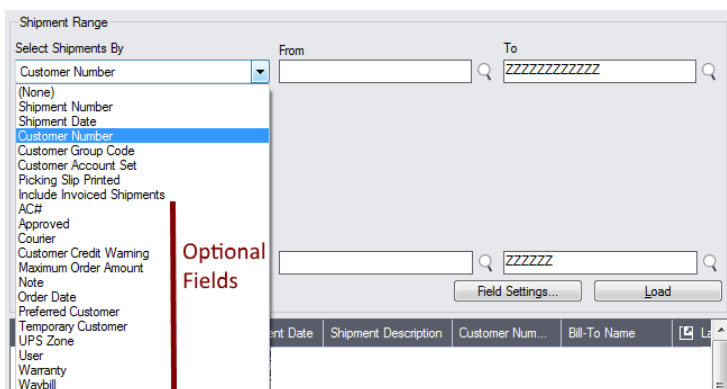 Shipment Range
Select Shipments By From To
Customer Number ZZZZZZZZZZZZ
(None)
Shipment Number
Shipment Date
Customer Number
Customer Group Code
Customer Account Set
Picking Slip Printed
Include Invoiced Shipments
AC#
Approved
Courier
Customer Credit Warning
Maximum Order Amount
Note
Order Date
Preferred Customer
Temporary Customer
UPS Zone
User
Warranty
Waybill
Optional
Fields
ZZZZZZ
Field Settings... Load
Date Shipment Description Customer Num... Bill-To Name